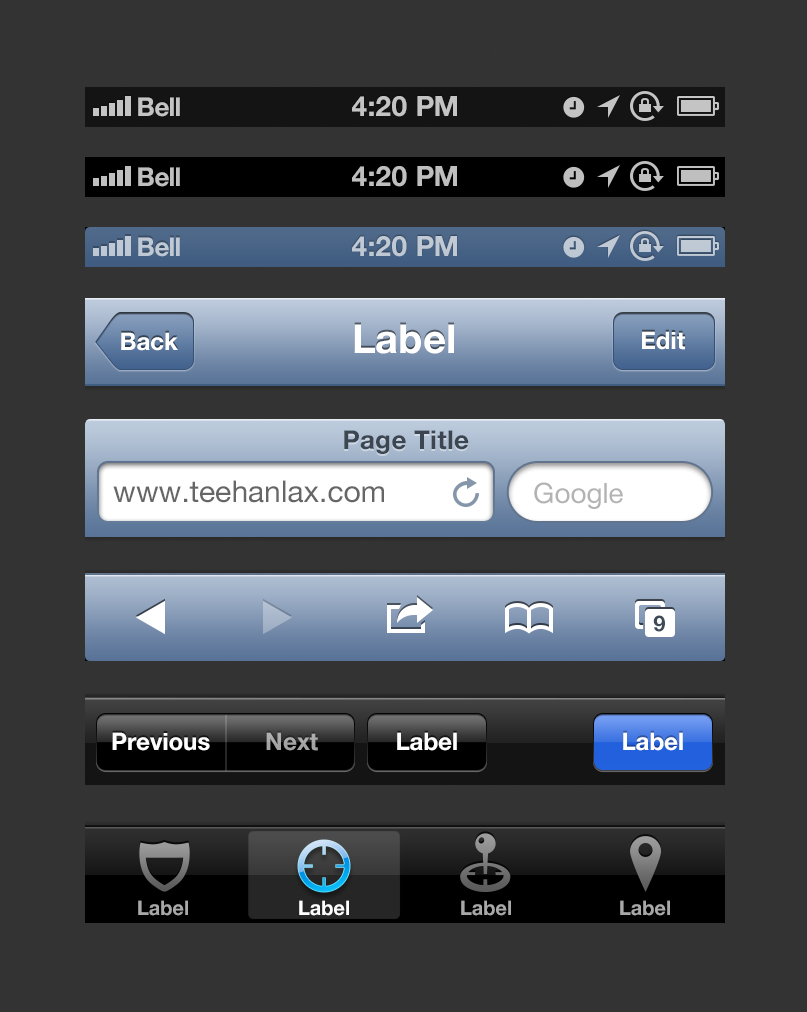 Bell 4:20 PM
Bell 4:20 PM
Bell 4:20 PM
Back Label Edit
Page Title
www.teehanlax.com Google
9
Previous Next Label Label
Label Label Label Label